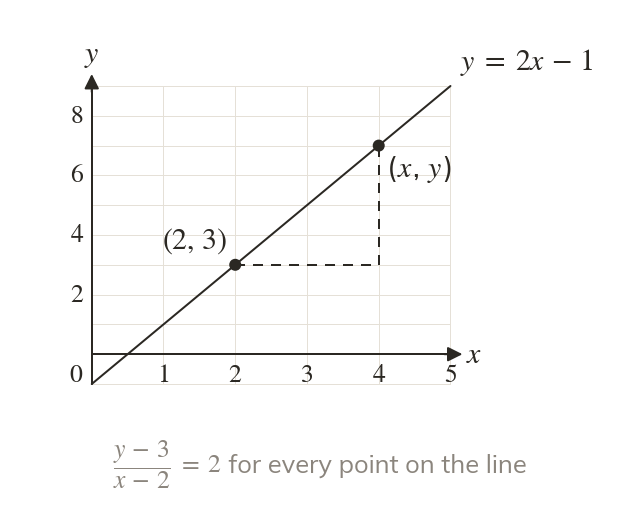 y
y = 2x − 1
8
(x, y)
6
(2, 3)
4
2
x
0 1 2 3 4 5
(y − 3)/(x − 2) = 2 for every point on the line